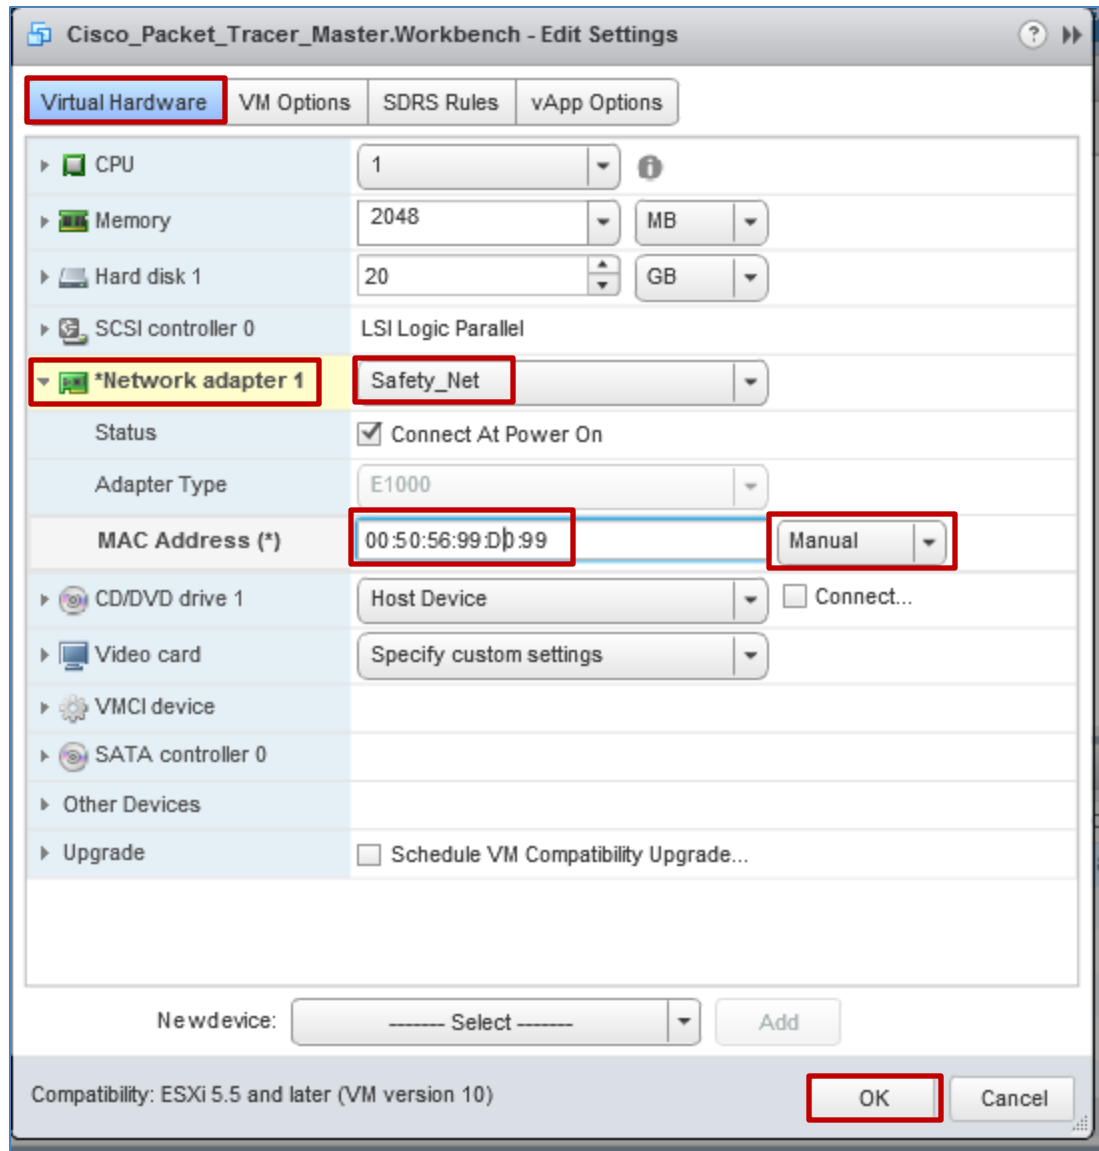 Cisco_Packet_Tracer_Master.Workbench - Edit Settings
Virtual Hardware VM Options SDRS Rules vApp Options
CPU 1
Memory 2048 MB
Hard disk 1 20 GB
SCSI controller 0 LSI Logic Parallel
*Network adapter 1 Safety_Net
Status Connect At Power On
Adapter Type E1000
MAC Address (*) 00:50:56:99:D0:99 Manual
CD/DVD drive 1 Host Device Connect...
Video card Specify custom settings
VMCI device
SATA controller 0
Other Devices
Upgrade Schedule VM Compatibility Upgrade...
New device: ------- Select ------- Add
Compatibility: ESXi 5.5 and later (VM version 10) OK Cancel